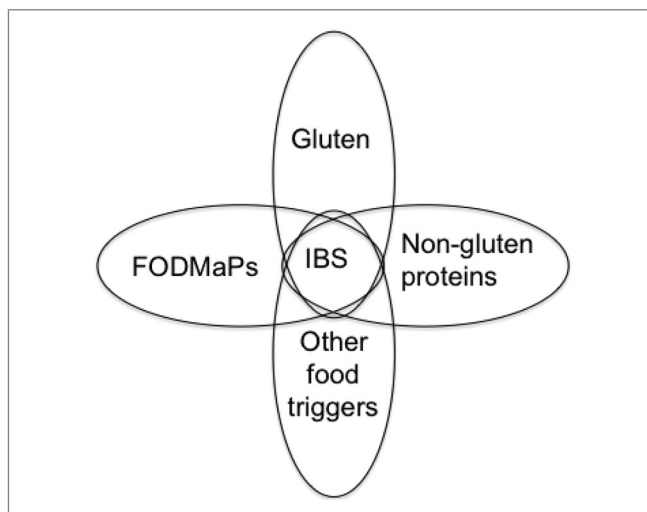 Gluten
FODMaPs
IBS
Non-gluten
proteins
Other
food
triggers